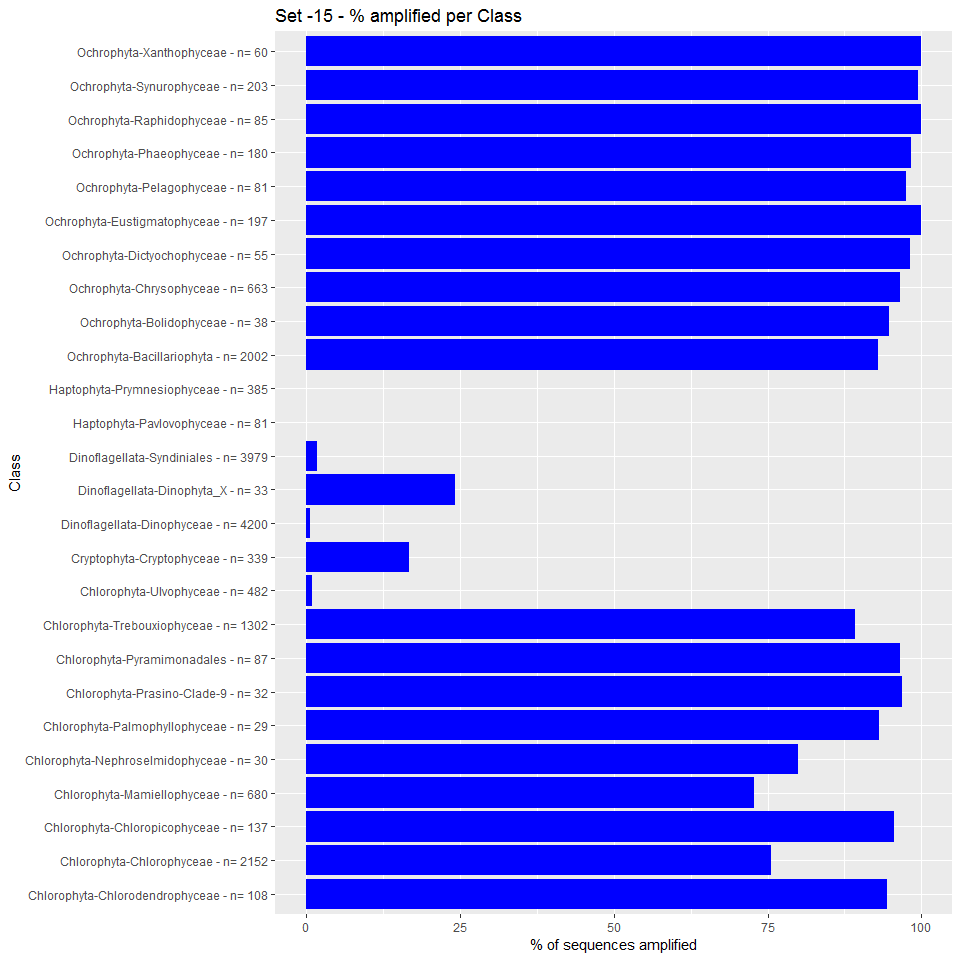 Set -15 - % amplified per Class
Ochrophyta-Xanthophyceae - n= 60
Ochrophyta-Synurophyceae - n= 203
Ochrophyta-Raphidophyceae - n= 85
Ochrophyta-Phaeophyceae - n= 180
Ochrophyta-Pelagophyceae - n= 81
Ochrophyta-Eustigmatophyceae - n= 197
Ochrophyta-Dictyochophyceae - n= 55
Ochrophyta-Chrysophyceae - n= 663
Ochrophyta-Bolidophyceae - n= 38
Ochrophyta-Bacillariophyta - n= 2002
Haptophyta-Prymnesiophyceae - n= 385
Haptophyta-Pavlovophyceae - n= 81
Dinoflagellata-Syndiniales - n= 3979
Dinoflagellata-Dinophyta_X - n= 33
Dinoflagellata-Dinophyceae - n= 4200
Cryptophyta-Cryptophyceae - n= 339
Chlorophyta-Ulvophyceae - n= 482
Chlorophyta-Trebouxiophyceae - n= 1302
Chlorophyta-Pyramimonadales - n= 87
Chlorophyta-Prasino-Clade-9 - n= 32
Chlorophyta-Palmophyllophyceae - n= 29
Chlorophyta-Nephroselmidophyceae - n= 30
Chlorophyta-Mamiellophyceae - n= 680
Chlorophyta-Chloropicophyceae - n= 137
Chlorophyta-Chlorophyceae - n= 2152
Chlorophyta-Chlorodendrophyceae - n= 108
Class
0 25 50 75 100
% of sequences amplified